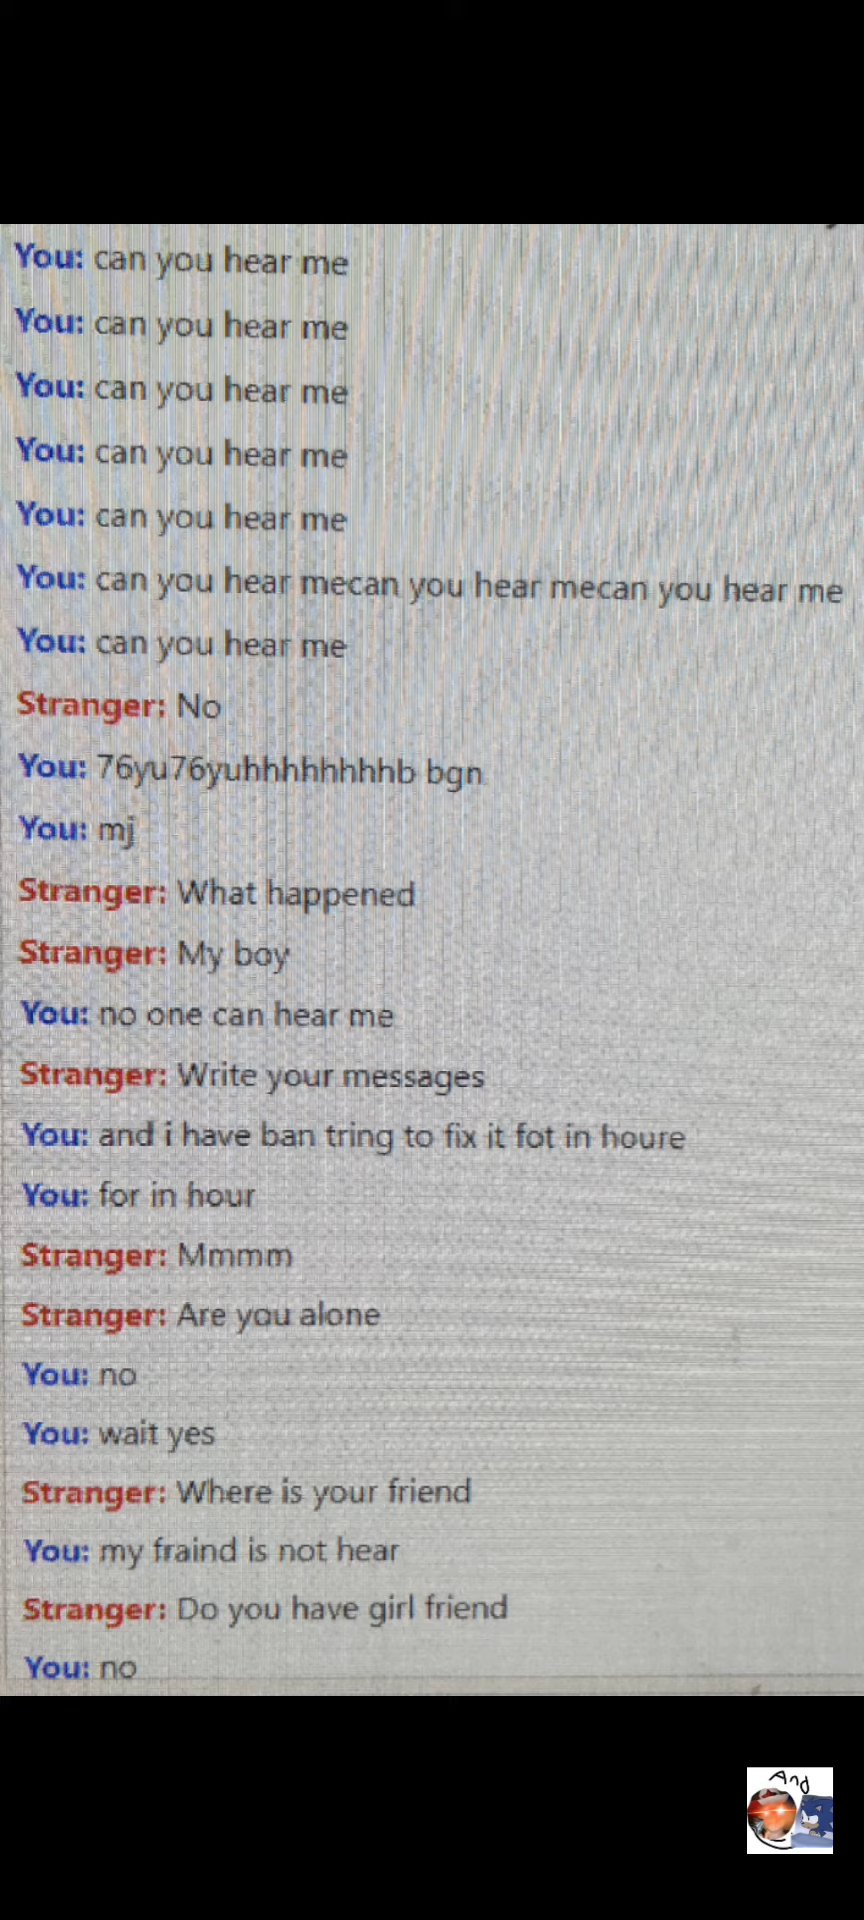 You: can you hear me
You: can you hear me
You: can you hear me
You: can you hear me
You: can you hear me
You: can you hear mecan you hear mecan you hear me
You: can you hear me
Stranger: No
You: 76yu76yuhhhhhhhhhb bgn
You: mj
Stranger: What happened
Stranger: My boy
You: no one can hear me
Stranger: Write your messages
You: and i have ban tring to fix it fot in houre
You: for in hour
Stranger: Mmmm
Stranger: Are you alone
You: no
You: wait yes
Stranger: Where is your friend
You: my fraind is not hear
Stranger: Do you have girl friend
You: no
And